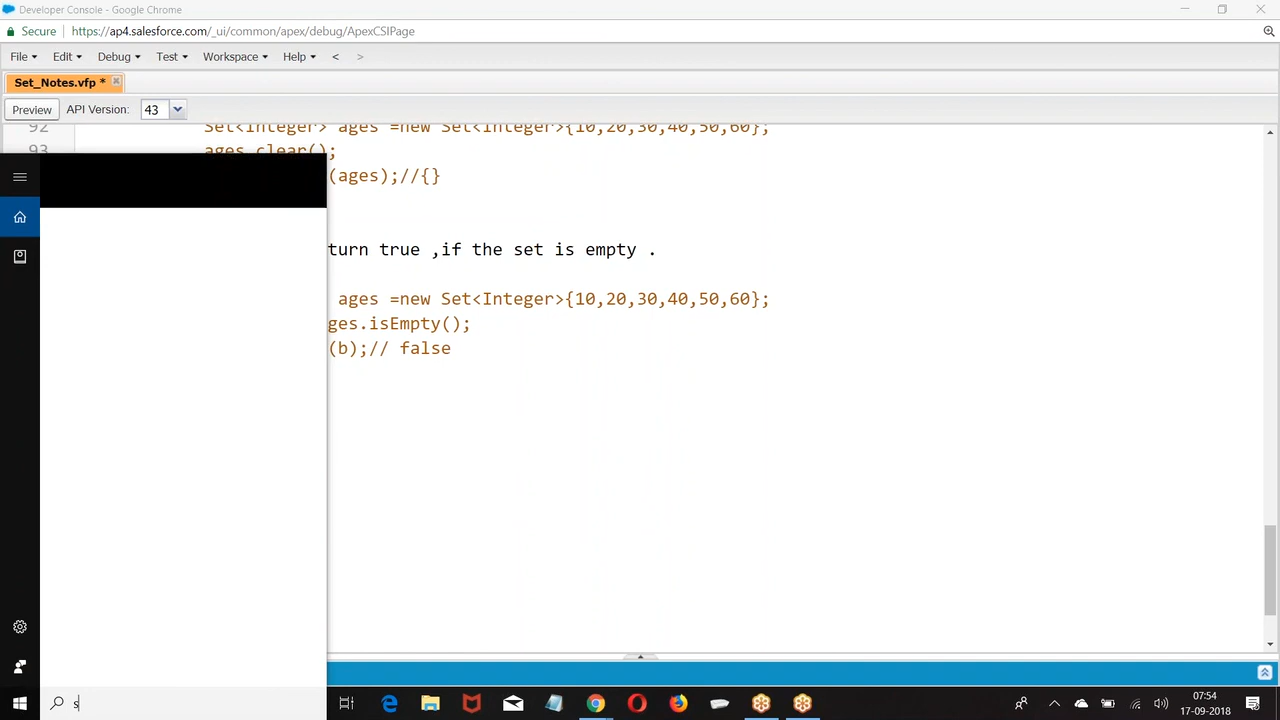 Developer Console - Google Chrome
Secure https://ap4.salesforce.com/_ui/common/apex/debug/ApexCSIPage
File Edit Debug Test Workspace Help < >
Set_Notes.vfp *
Preview API Version: 43
92 Set<Integer> ages =new Set<Integer>{10,20,30,40,50,60};
93 ages.clear();
(ages);//{}
turn true ,if the set is empty .
ages =new Set<Integer>{10,20,30,40,50,60};
ges.isEmpty();
(b);// false
s
07:54
17-09-2018